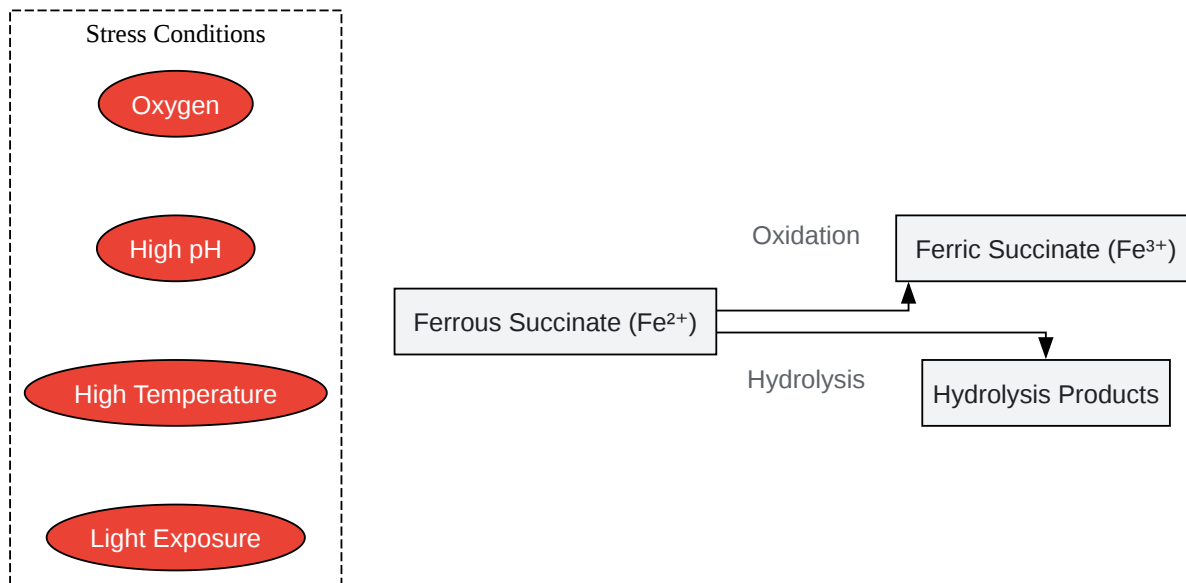 Stress Conditions
Oxygen
High pH
High Temperature
Light Exposure
Ferrous Succinate (Fe²⁺)
Oxidation
Ferric Succinate (Fe³⁺)
Hydrolysis
Hydrolysis Products